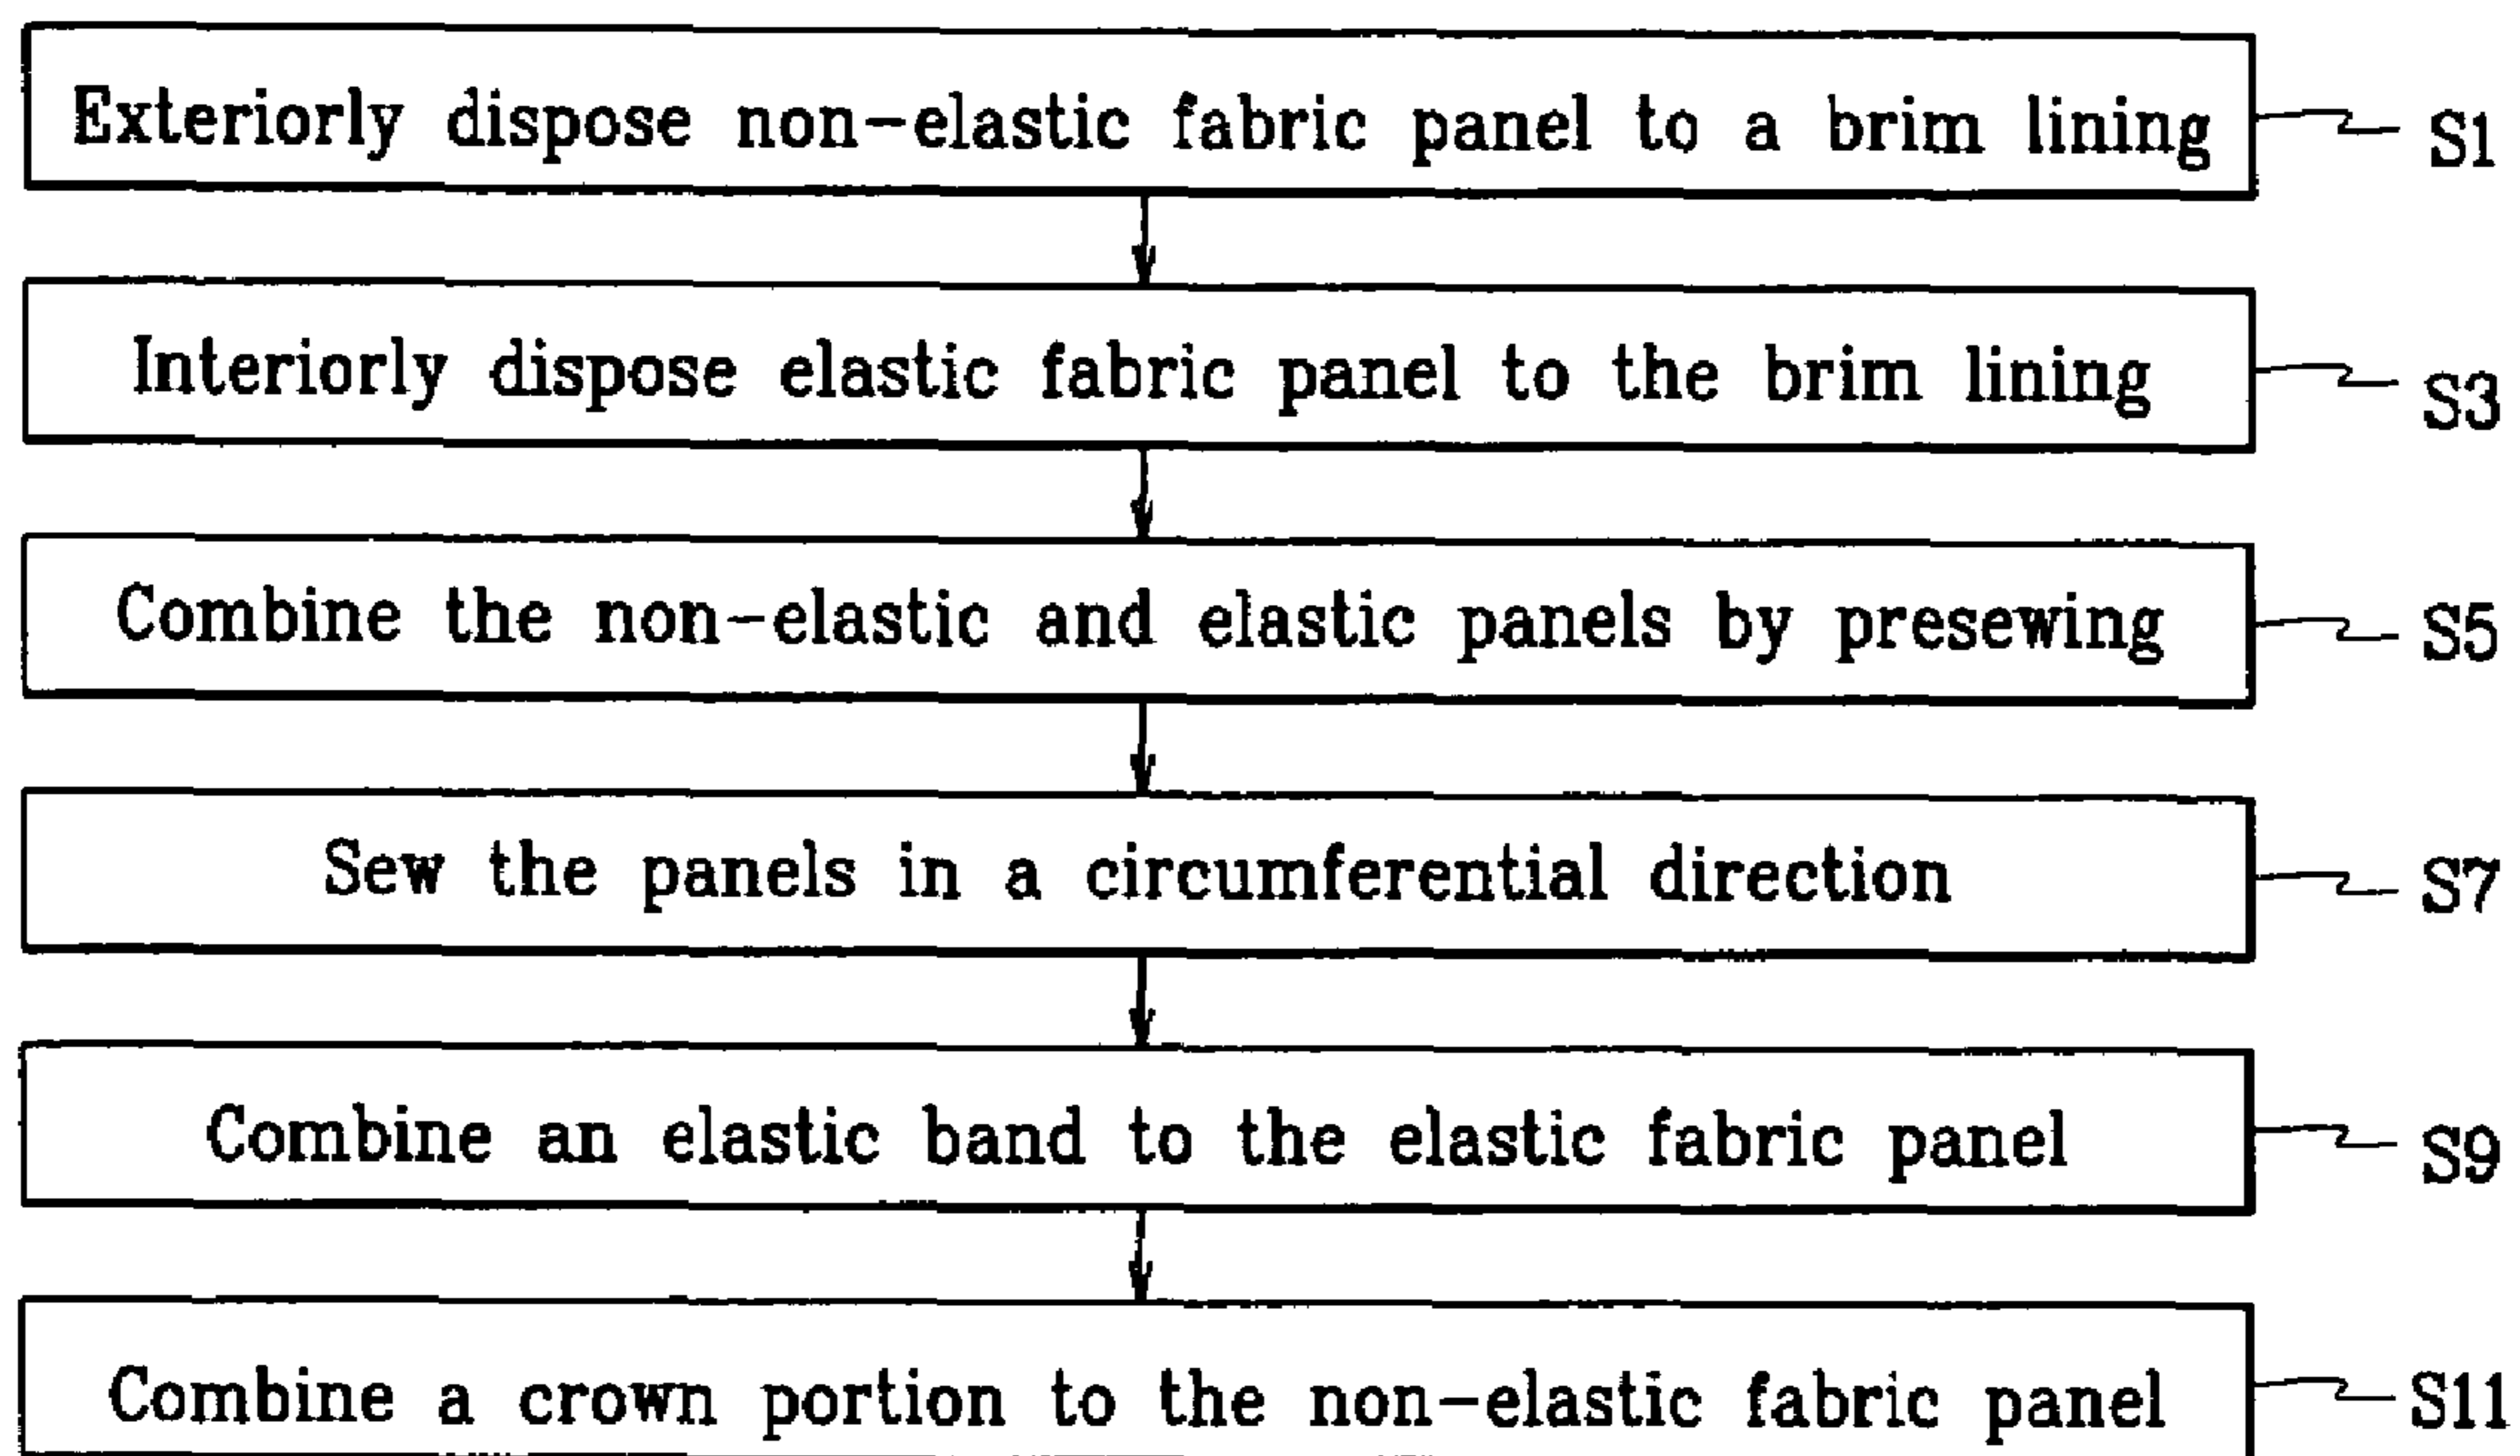 Exteriorly dispose non-elastic fabric panel to a brim lining S1
Interiorly dispose elastic fabric panel to the brim lining S3
Combine the non-elastic and elastic panels by presewing S5
Sew the panels in a circumferential direction S7
Combine an elastic band to the elastic fabric panel S9
Combine a crown portion to the non-elastic fabric panel S11